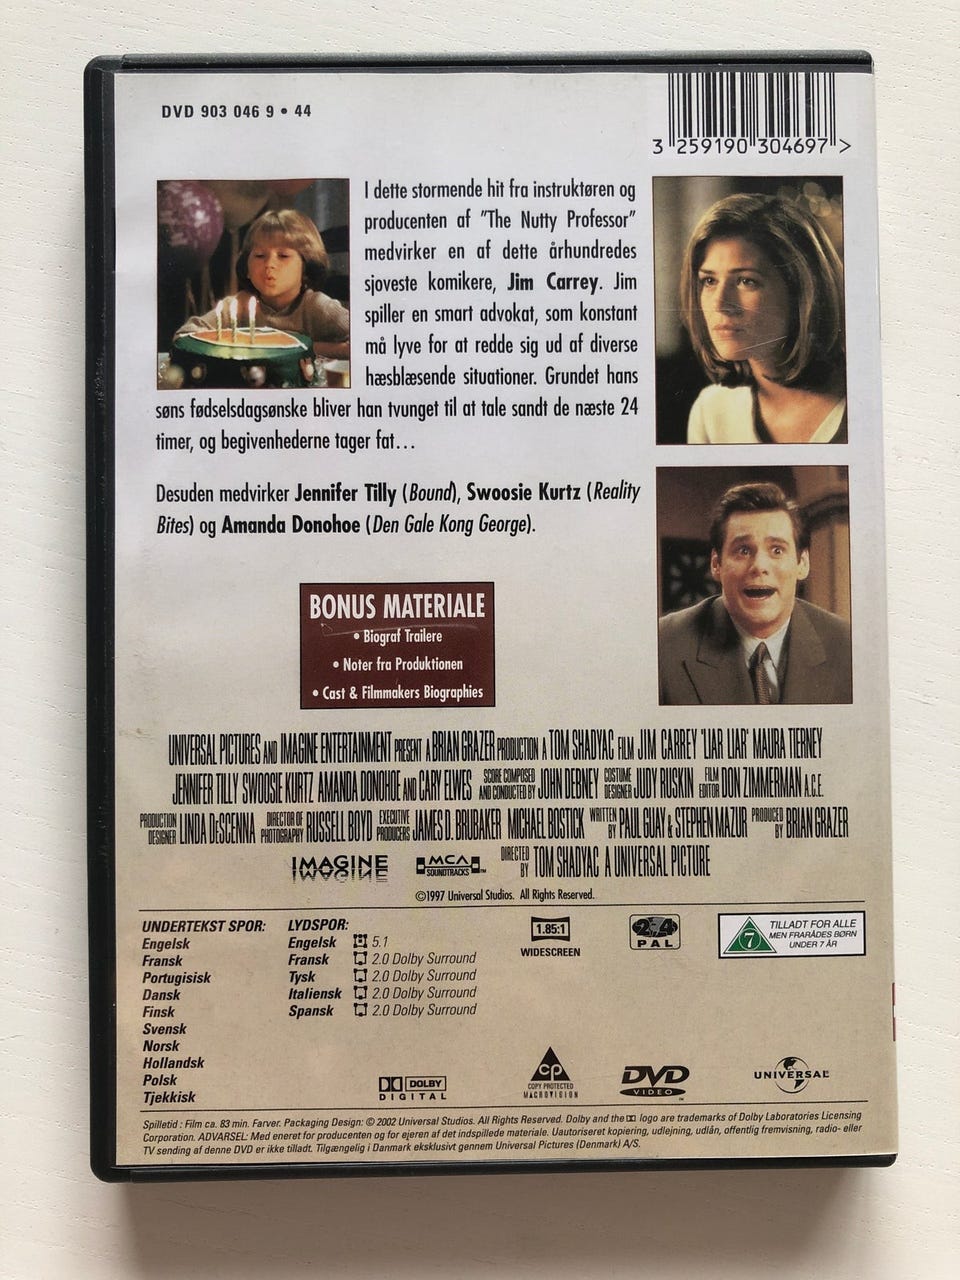 DVD 903 046 9 • 44
3 259190 304697 >
I dette stormende hit fra instruktøren og
producenten af "The Nutty Professor"
medvirker en af dette århundredes
sjoveste komikere, Jim Carrey. Jim
spiller en smart advokat, som konstant
må lyve for at redde sig ud af diverse
hæsblæsende situationer. Grundet hans
søns fødselsdagsønske bliver han tvunget til at tale sandt de næste 24
timer, og begivenhederne tager fat...
Desuden medvirker Jennifer Tilly (Bound), Swoosie Kurtz (Reality
Bites) og Amanda Donohoe (Den Gale Kong George).
BONUS MATERIALE
• Biograf Trailere
• Noter fra Produktionen
• Cast & Filmmakers Biographies
UNIVERSAL PICTURES AND IMAGINE ENTERTAINMENT PRESENT A BRIAN GRAZER PRODUCTION A TOM SHADYAC FILM JIM CARREY 'LIAR LIAR' MAURA TIERNEY
JENNIFER TILLY SWOOSIE KURTZ AMANDA DONOHOE AND CARY ELWES SCORE COMPOSED AND CONDUCTED BY JOHN DEBNEY COSTUME DESIGNER JUDY RUSKIN FILM EDITOR DON ZIMMERMAN A.C.E.
PRODUCTION DESIGNER LINDA DeSCENNA DIRECTOR OF PHOTOGRAPHY RUSSELL BOYD EXECUTIVE PRODUCERS JAMES D. BRUBAKER MICHAEL BOSTICK WRITTEN BY PAUL GUAY & STEPHEN MAZUR PRODUCED BY BRIAN GRAZER
IMAGINE MCA SOUNDTRACKS™ DIRECTED BY TOM SHADYAC A UNIVERSAL PICTURE
©1997 Universal Studios. All Rights Reserved.
UNDERTEKST SPOR:
Engelsk
Fransk
Portugisisk
Dansk
Finsk
Svensk
Norsk
Hollandsk
Polsk
Tjekkisk
LYDSPOR:
Engelsk 5.1
Fransk 2.0 Dolby Surround
Tysk 2.0 Dolby Surround
Italiensk 2.0 Dolby Surround
Spansk 2.0 Dolby Surround
1.85:1
WIDESCREEN
2 4
PAL
7
TILLADT FOR ALLE
MEN FRARÅDES BØRN
UNDER 7 ÅR
DOLBY
DIGITAL
CP
COPY PROTECTED
MACROVISION
DVD
VIDEO
UNIVERSAL
Spilletid : Film ca. 83 min. Farver. Packaging Design: © 2002 Universal Studios. All Rights Reserved. Dolby and the logo are trademarks of Dolby Laboratories Licensing
Corporation. ADVARSEL: Med eneret for producenten og for ejeren af det indspillede materiale. Uautoriseret kopiering, udlejning, udlån, offentlig fremvisning, radio- eller
TV sending af denne DVD er ikke tilladt. Tilgængelig i Danmark eksklusivt gennem Universal Pictures (Denmark) A/S.